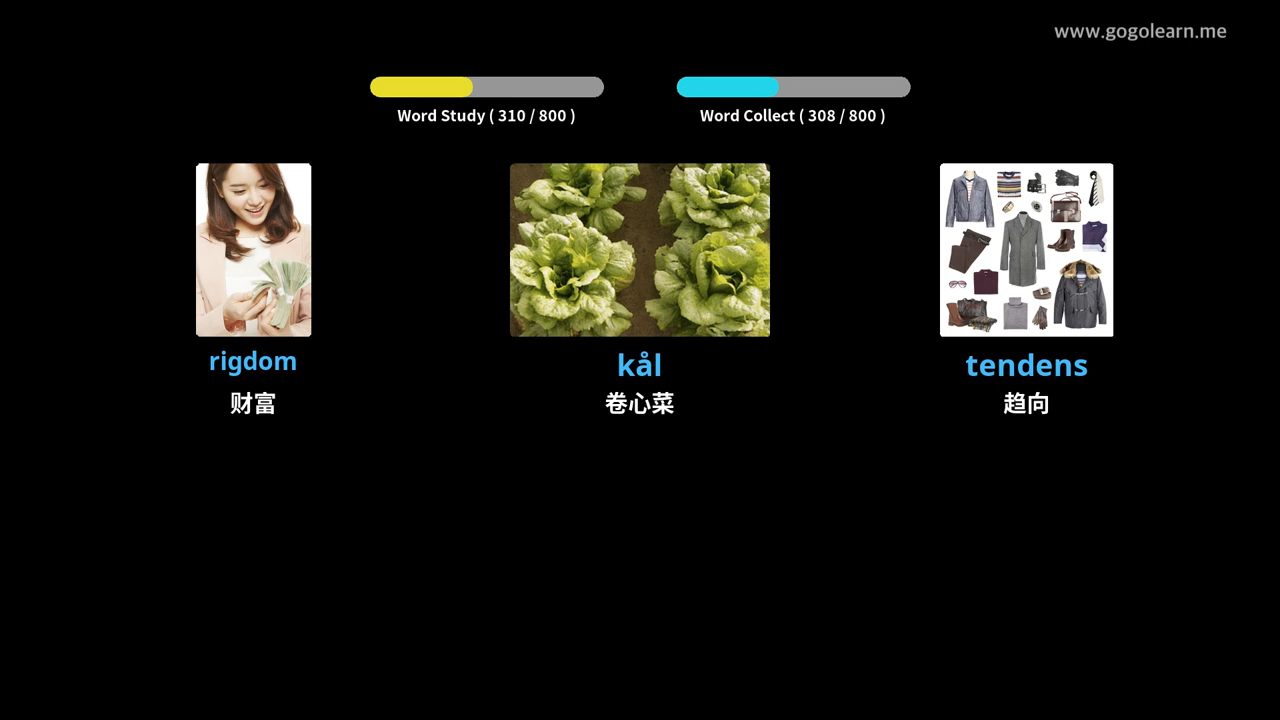 www.gogolearn.me
Word Study ( 310 / 800 )
Word Collect ( 308 / 800 )
rigdom
财富
kål
卷心菜
tendens
趋向